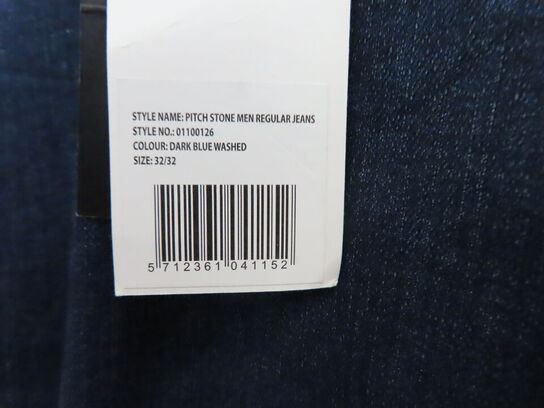 STYLE NAME: PITCH STONE MEN REGULAR JEANS
STYLE NO.: 01100126
COLOUR: DARK BLUE WASHED
SIZE: 32/32
5 712361 041152